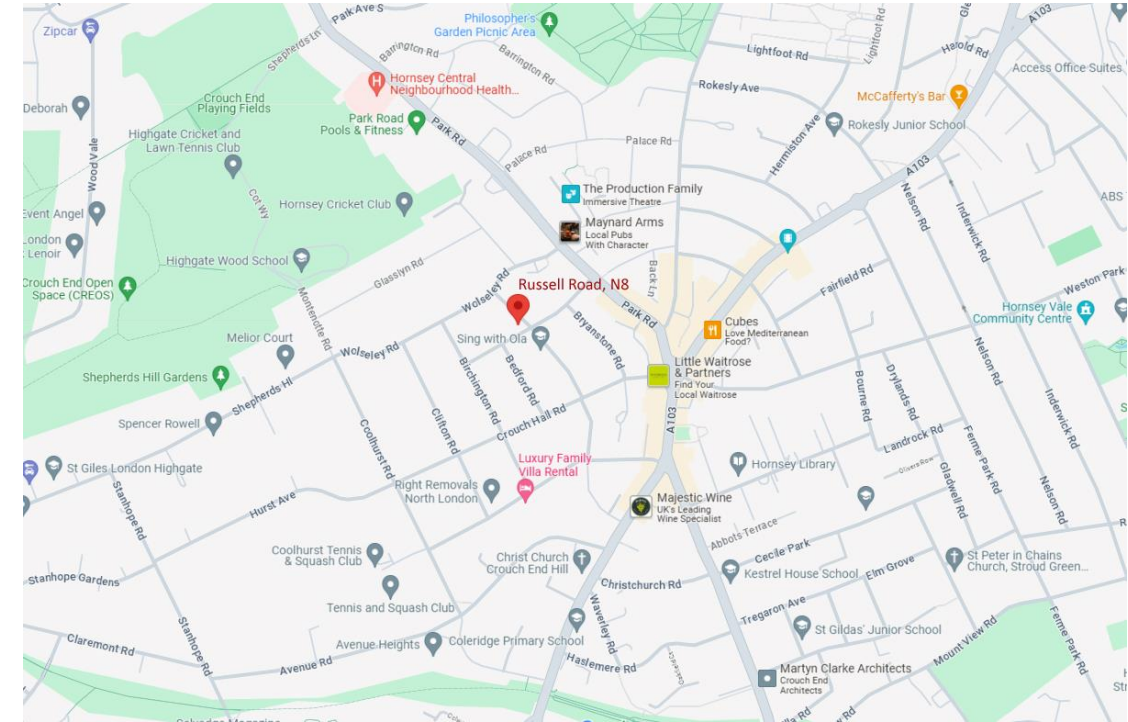 Park Ave S
Philosopher's
Garden Picnic Area
A103
Zipcar
Shepherds Ln
Barrington Rd
Barrington Rd
Lightfoot Rd
Lightfoot Rd
Harold Rd
Access Office Suites
Hornsey Central
Neighbourhood Health...
Rokesly Ave
McCafferty's Bar
Deborah
Crouch End
Playing Fields
Park Road
Pools & Fitness
Park Rd
Hermiston Ave
Rokesly Junior School
Highgate Cricket and
Lawn Tennis Club
Palace Rd
Palace Rd
A103
Wood Vale
Cot Wy
The Production Family
Immersive Theatre
Nelson Rd
Inderwick Rd
ABS
Event Angel
Hornsey Cricket Club
Maynard Arms
Local Pubs
With Character
London
Lenoir
Highgate Wood School
Glasslyn Rd
Back Ln
Fairfield Rd
Weston Park
Crouch End Open
Space (CREOS)
Montenotte Rd
Wolseley Rd
Russell Road, N8
Park Rd
Hornsey Vale
Community Centre
Melior Court
Sing with Ola
Bryanstone Rd
Cubes
Love Mediterranean
Food?
Wolseley Rd
Birchington Rd
Bedford Rd
Little Waitrose
& Partners
Find Your
Local Waitrose
Nelson Rd
Shepherds Hill Gardens
Shepherds Hl
Bourne Rd
Drylands Rd
Inderwick Rd
Spencer Rowell
Coolhurst Rd
Clifton Rd
Crouch Hall Rd
A103
Landrock Rd
Ferme Park Rd
St Giles London Highgate
Luxury Family
Villa Rental
Hornsey Library
Gladwell Rd
Nelson Rd
Stanhope Rd
Hurst Ave
Right Removals
North London
Majestic Wine
UK's Leading
Wine Specialist
Abbots Terrace
Coolhurst Tennis
& Squash Club
Christ Church
Crouch End Hill
Cecile Park
St Peter in Chains
Church, Stroud Green...
Stanhope Gardens
Christchurch Rd
Kestrel House School
Elm Grove
Tennis and Squash Club
Waverley Rd
Tregaron Ave
Claremont Rd
Stanhope Rd
Avenue Heights
Coleridge Primary School
St Gildas' Junior School
Mount View Rd
Ferme Park Rd
Avenue Rd
Haslemere Rd
Martyn Clarke Architects
Crouch End
Architects